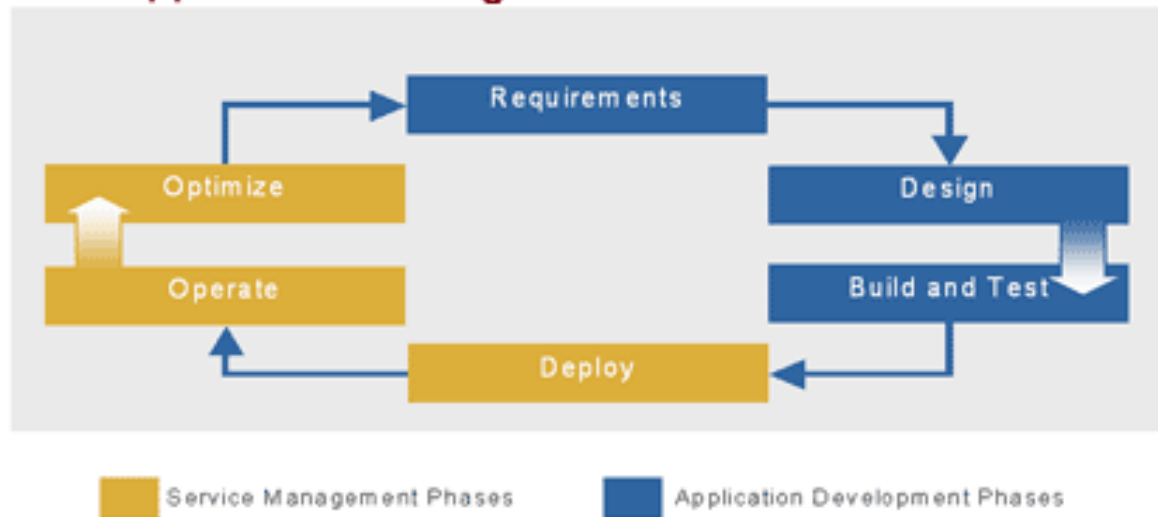 Requirements
Optimize
Design
Operate
Build and Test
Deploy
Service Management Phases
Application Development Phases